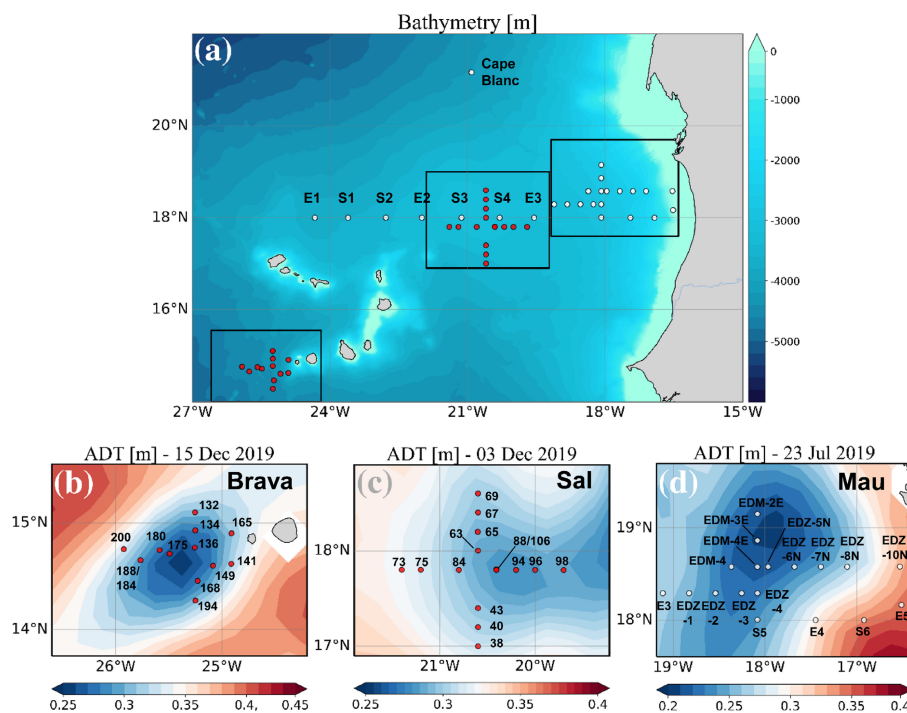 Bathymetry [m]
(a)
Cape
Blanc
0
20°N
-1000
-2000
E1 S1 S2 E2 S3 S4 E3
18°N
-3000
-4000
16°N
-5000
27°W 24°W 21°W 18°W 15°W
ADT [m] - 15 Dec 2019
(b)
Brava
132
15°N
134
165
200
180
136
175
188/
184
141
149
168
194
14°N
26°W 25°W
0.25 0.3 0.35 0.4, 0.45
ADT [m] - 03 Dec 2019
(c)
Sal
69
67
65
63
18°N
88/106
73 75 84 94 96 98
43
40
38
17°N
21°W 20°W
0.25 0.3 0.35 0.4
ADT [m] - 23 Jul 2019
(d)
Mau
EDM-2E
19°N
EDM-3E
EDZ-5N
EDM-4E
EDZ
-6N
EDZ
-7N
EDZ
-8N
EDZ
-10N
EDM-4
E3
EDZ
-1
EDZ
-2
EDZ
-3
EDZ
-4
18°N
S5 E4 S6 E5
19°W 18°W 17°W
0.2 0.25 0.3 0.35 0.4